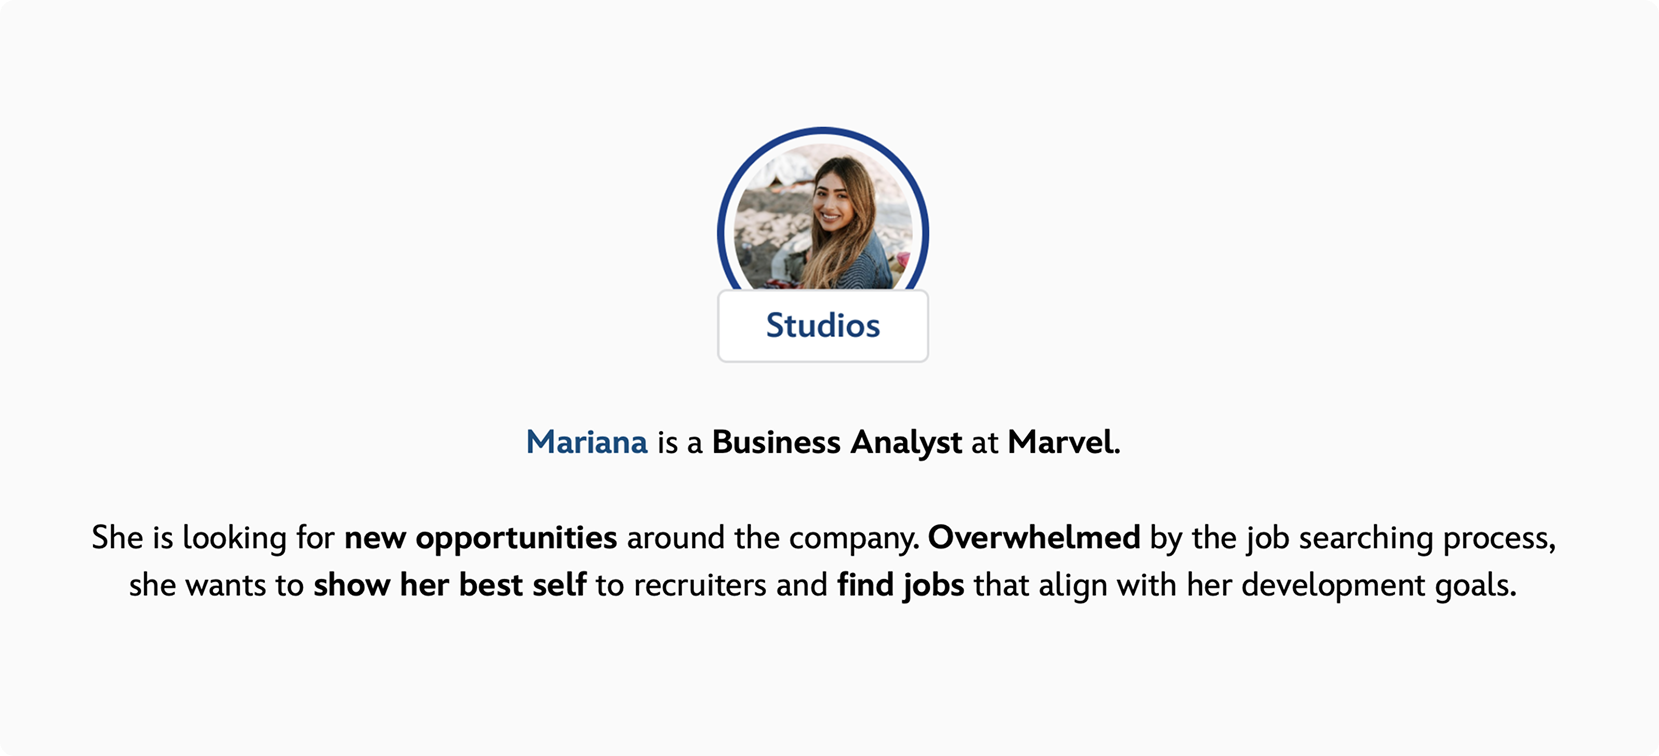 Studios
Mariana is a Business Analyst at Marvel.
She is looking for new opportunities around the company. Overwhelmed by the job searching process,
she wants to show her best self to recruiters and find jobs that align with her development goals.